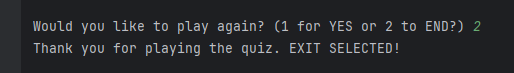 Would you like to play again? (1 for YES or 2 to END?) 2
Thank you for playing the quiz. EXIT SELECTED!